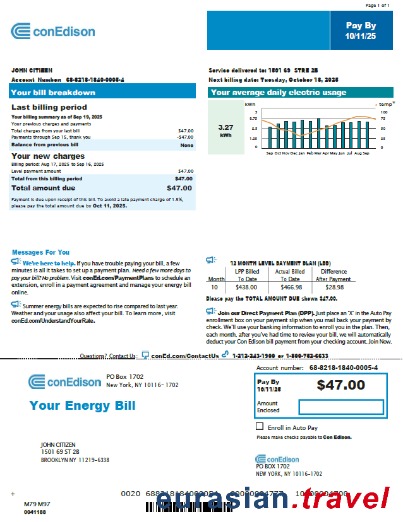 Page 1 of 1
conEdison
Pay By
10/11/25
JOHN CITIZEN
Account Number: 68-8218-1840-0005-4
Service delivered to: 1501 69 STRE 2B
Next billing date: Tuesday, October 15, 2025
Your bill breakdown
Your average daily electric usage
Last billing period
Your billing summary as of Sep 19, 2025
Your previous charges and payments
Total charges from your last bill $47.00
Payments through Sep 15, thank you -$47.00
Balance from previous bill None
Your new charges
Billing period: Aug 17, 2025 to Sep 16, 2025
Level payment amount $47.00
Total from this billing period $47.00
Total amount due $47.00
Payment is due upon receipt of this bill. To avoid a late payment charge of 1.5%,
please pay the total amount due by Oct 11, 2025.
3.27
kWh
kWh
temp°
Sep Oct Nov Dec Jan Feb Mar Apr May Jun Jul Aug Sep
Messages For You
We're here to help. If you have trouble paying your bill, a few
minutes is all it takes to set up a payment plan. Need a few more days to
pay your bill? No problem. Visit conEd.com/PaymentPlans to schedule an
extension, enroll in a payment agreement and manage your energy bill
online.
Summer energy bills are expected to rise compared to last year.
Weather and your usage also affect your bill. To learn more, visit
conEd.com/UnderstandYourRate.
12 MONTH LEVEL PAYMENT PLAN
LPP Billed Actual Billed Difference
Month To Date To Date After Payment
10 $438.00 $466.98 $28.98
Please pay the TOTAL AMOUNT DUE shown $47.00.
Join our Direct Payment Plan (DPP). Just place an 'X' in the Auto Pay
enrollment box on your payment slip when you mail back your payment by
check. We'll use your banking information to enroll you in the plan. Then,
each month, after you've had time to review your bill, we will automatically
deduct your Con Edison bill payment from your checking account. Join Now.
Questions? Contact Us: conEd.com/ContactUs 1-212-243-1900 or 1-800-752-6633
conEdison
PO Box 1702
New York, NY 10116-1702
Your Energy Bill
Account number: 68-8218-1840-0005-4
Pay By
10/11/25
$47.00
Amount
Enclosed
Enroll in Auto Pay
Please make checks payable to Con Edison.
JOHN CITIZEN
1501 69 ST 2B
BROOKLYN NY 11219-6338
conEdison
PO BOX 1702
NEW YORK, NY 10116-1702
M79 M97
0041188
eurasian.travel